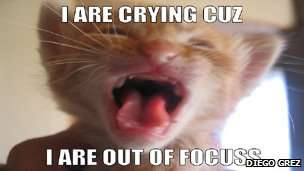 I ARE CRYING CUZ
I ARE OUT OF FOCUSS
DIEGO GREZ